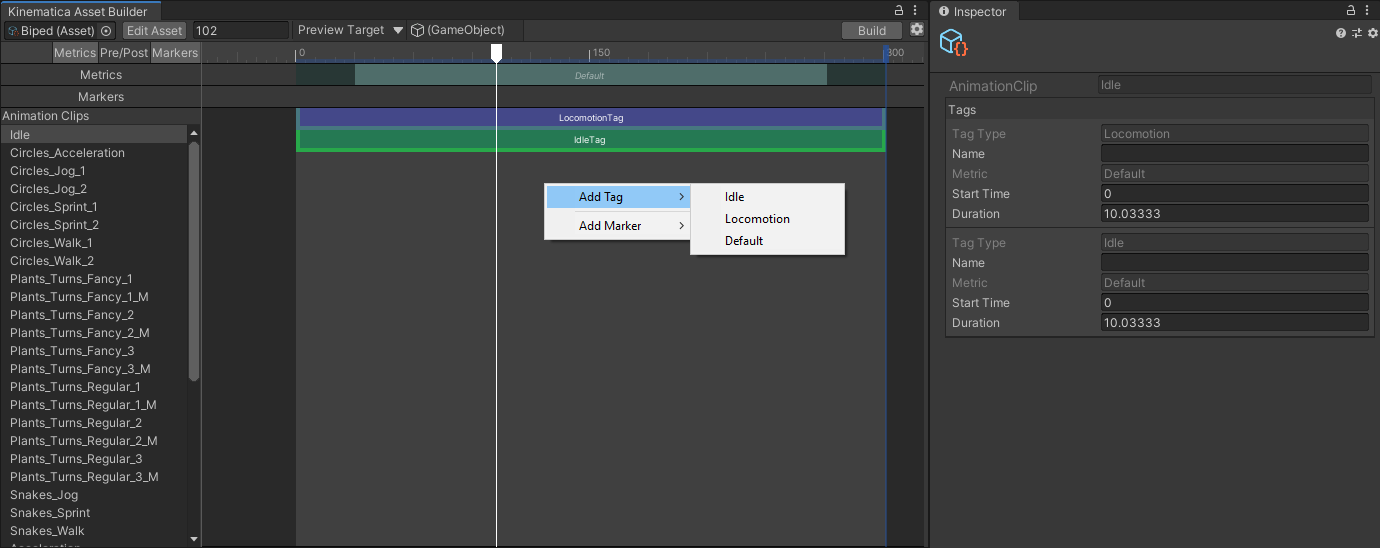 Kinematica Asset Builder
Biped (Asset) Edit Asset 102 Preview Target (GameObject) Build
Metrics Pre/Post Markers 0 150 300
Metrics Default
Markers
Animation Clips LocomotionTag
Idle IdleTag
Circles_Acceleration
Circles_Jog_1
Circles_Jog_2
Circles_Sprint_1
Circles_Sprint_2
Circles_Walk_1
Circles_Walk_2
Plants_Turns_Fancy_1
Plants_Turns_Fancy_1_M
Plants_Turns_Fancy_2
Plants_Turns_Fancy_2_M
Plants_Turns_Fancy_3
Plants_Turns_Fancy_3_M
Plants_Turns_Regular_1
Plants_Turns_Regular_1_M
Plants_Turns_Regular_2
Plants_Turns_Regular_2_M
Plants_Turns_Regular_3
Plants_Turns_Regular_3_M
Snakes_Jog
Snakes_Sprint
Snakes_Walk
Add Tag
Add Marker
Idle
Locomotion
Default
Inspector
AnimationClip Idle
Tags
Tag Type Locomotion
Name
Metric Default
Start Time 0
Duration 10.03333
Tag Type Idle
Name
Metric Default
Start Time 0
Duration 10.03333